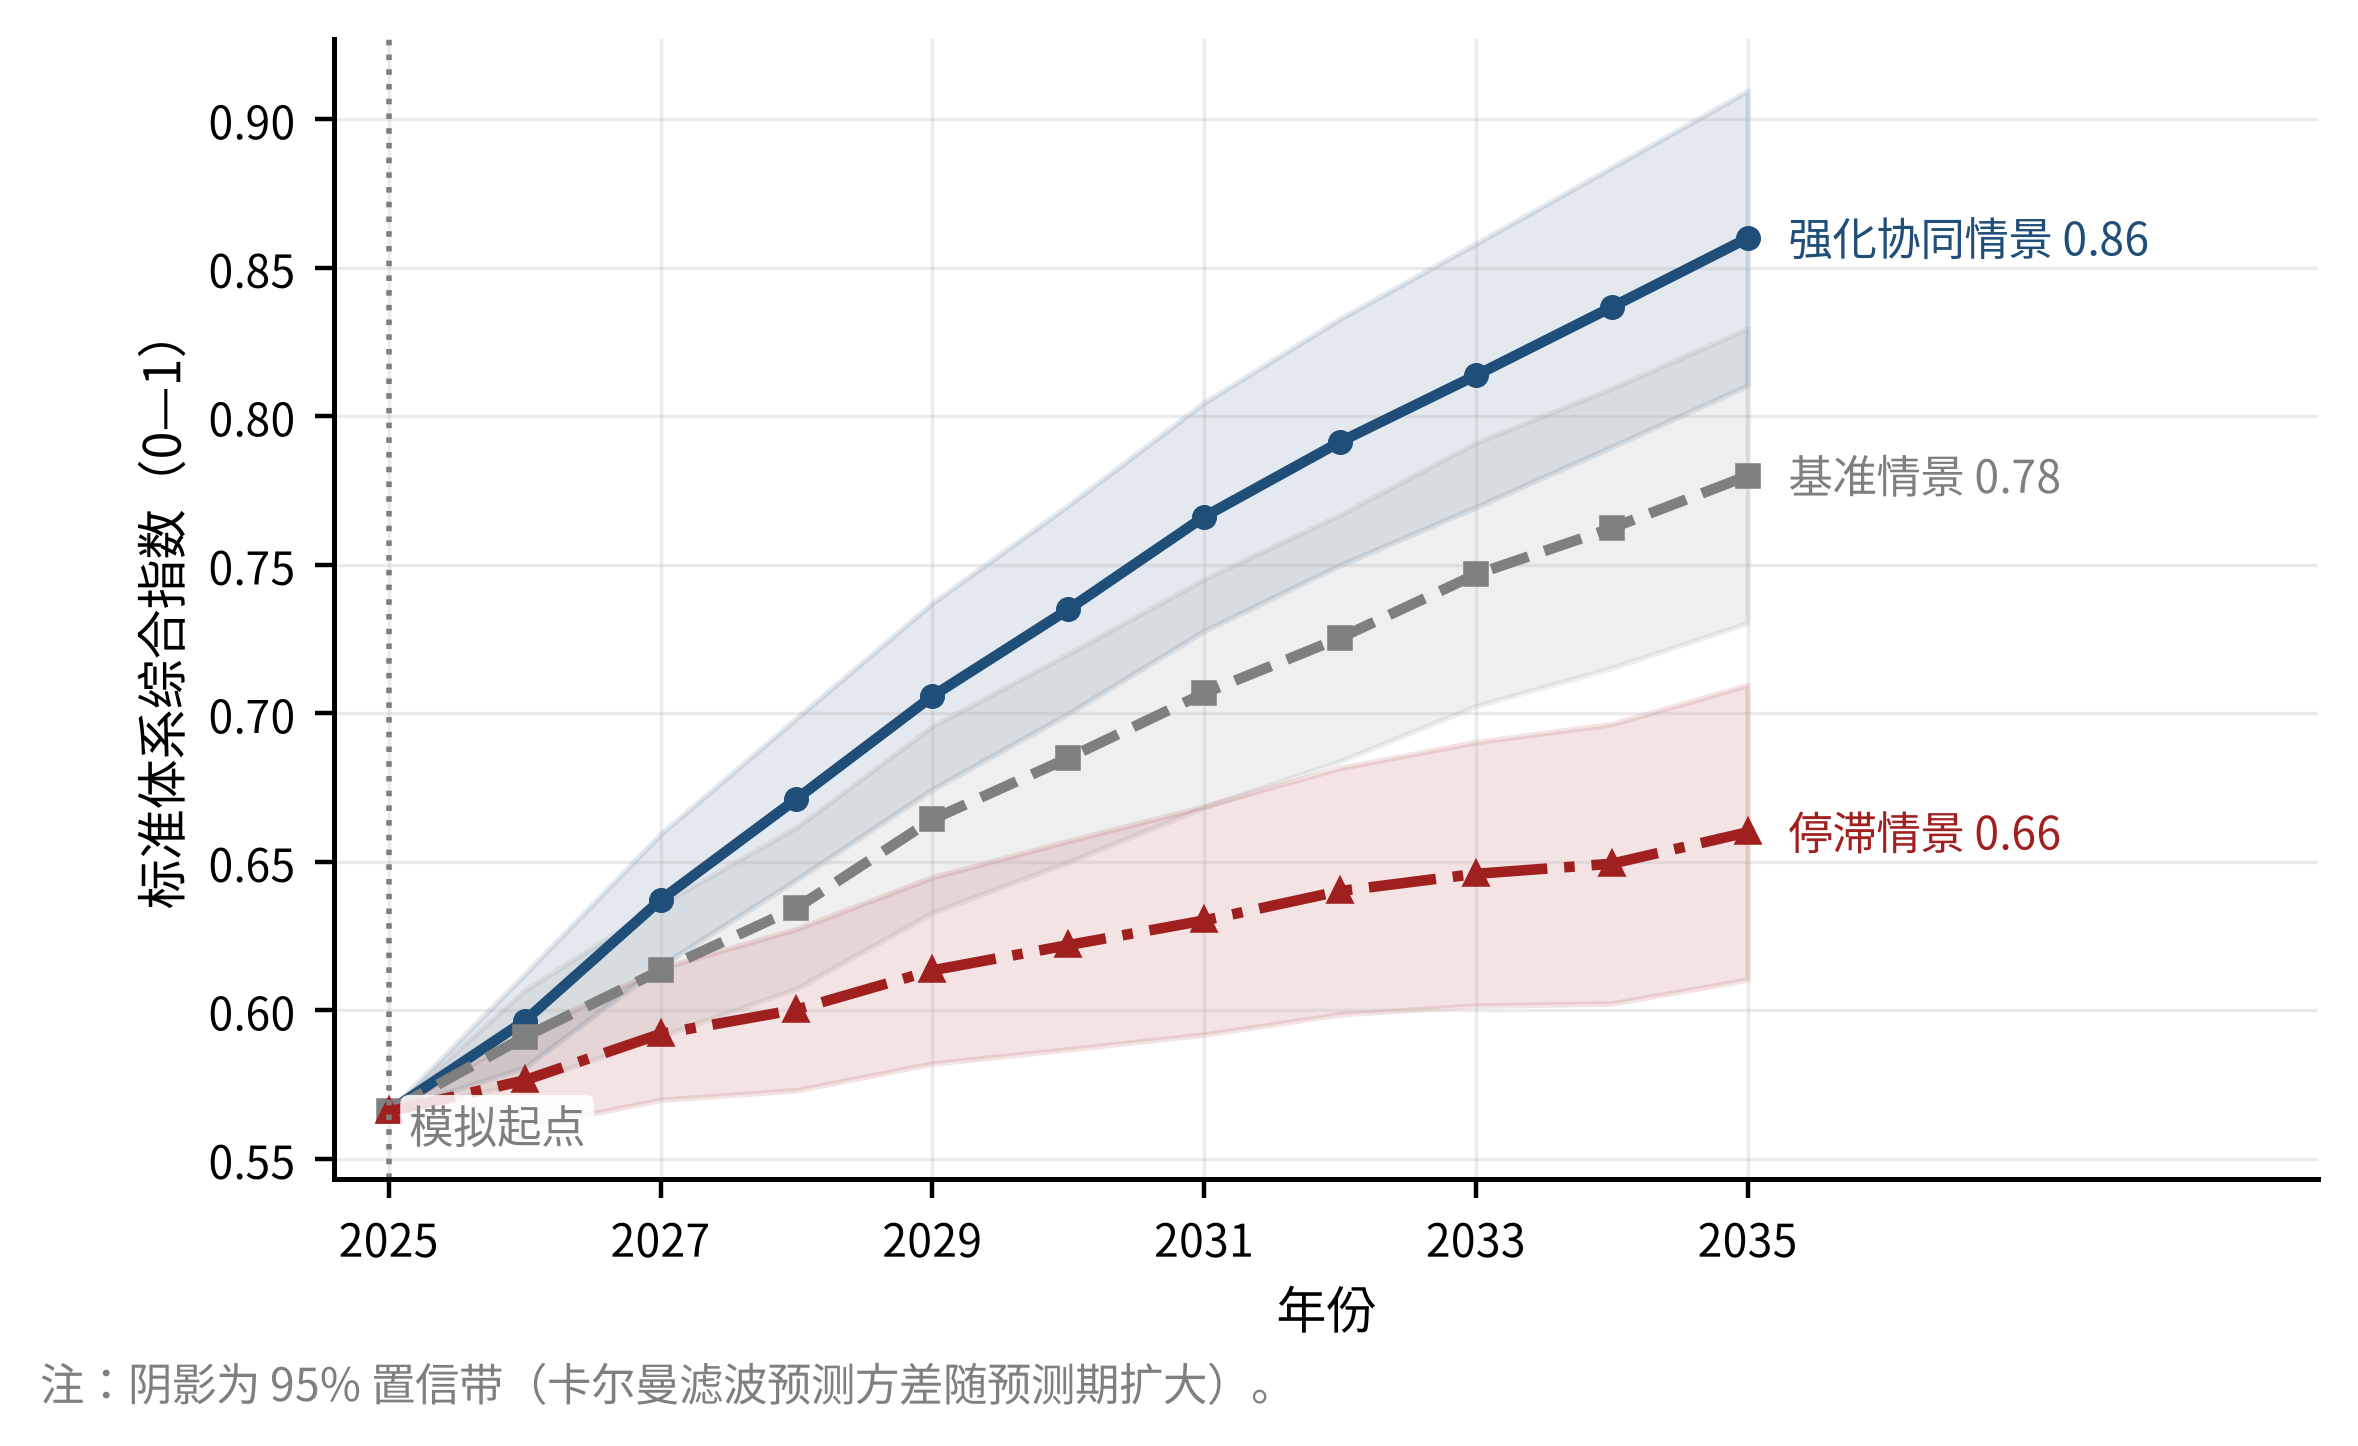 标准体系综合指数（0—1）
0.90
0.85
0.80
0.75
0.70
0.65
0.60
0.55
强化协同情景 0.86
基准情景 0.78
停滞情景 0.66
模拟起点
2025 2027 2029 2031 2033 2035
年份
注：阴影为 95% 置信带（卡尔曼滤波预测方差随预测期扩大）。